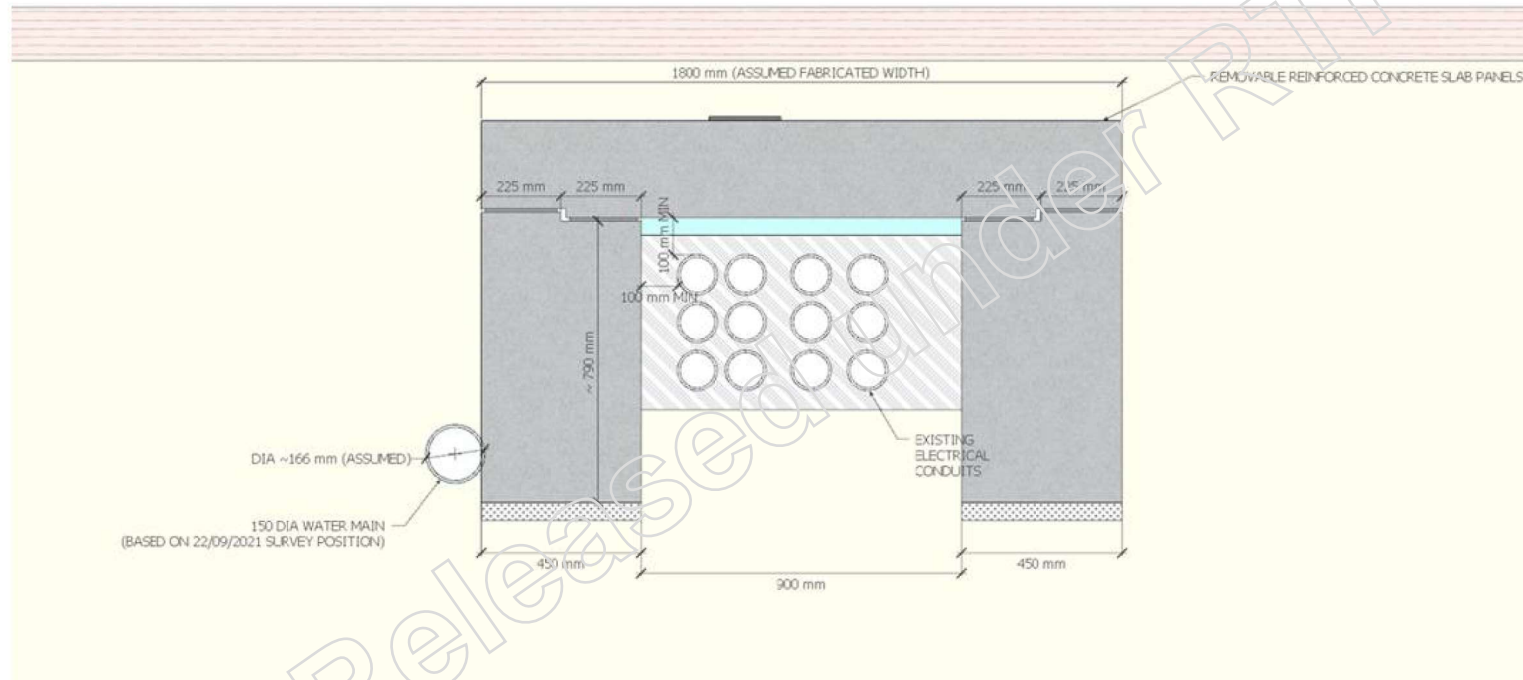 1800 mm (ASSUMED FABRICATED WIDTH)
REMOVABLE REINFORCED CONCRETE SLAB PANELS
225 mm
225 mm
225 mm
225 mm
100 mm MIN
100 mm MIN
~ 790 mm
EXISTING
ELECTRICAL
CONDUITS
DIA ~166 mm (ASSUMED)
150 DIA WATER MAIN
(BASED ON 22/09/2021 SURVEY POSITION)
450 mm
900 mm
450 mm
Released under RTI